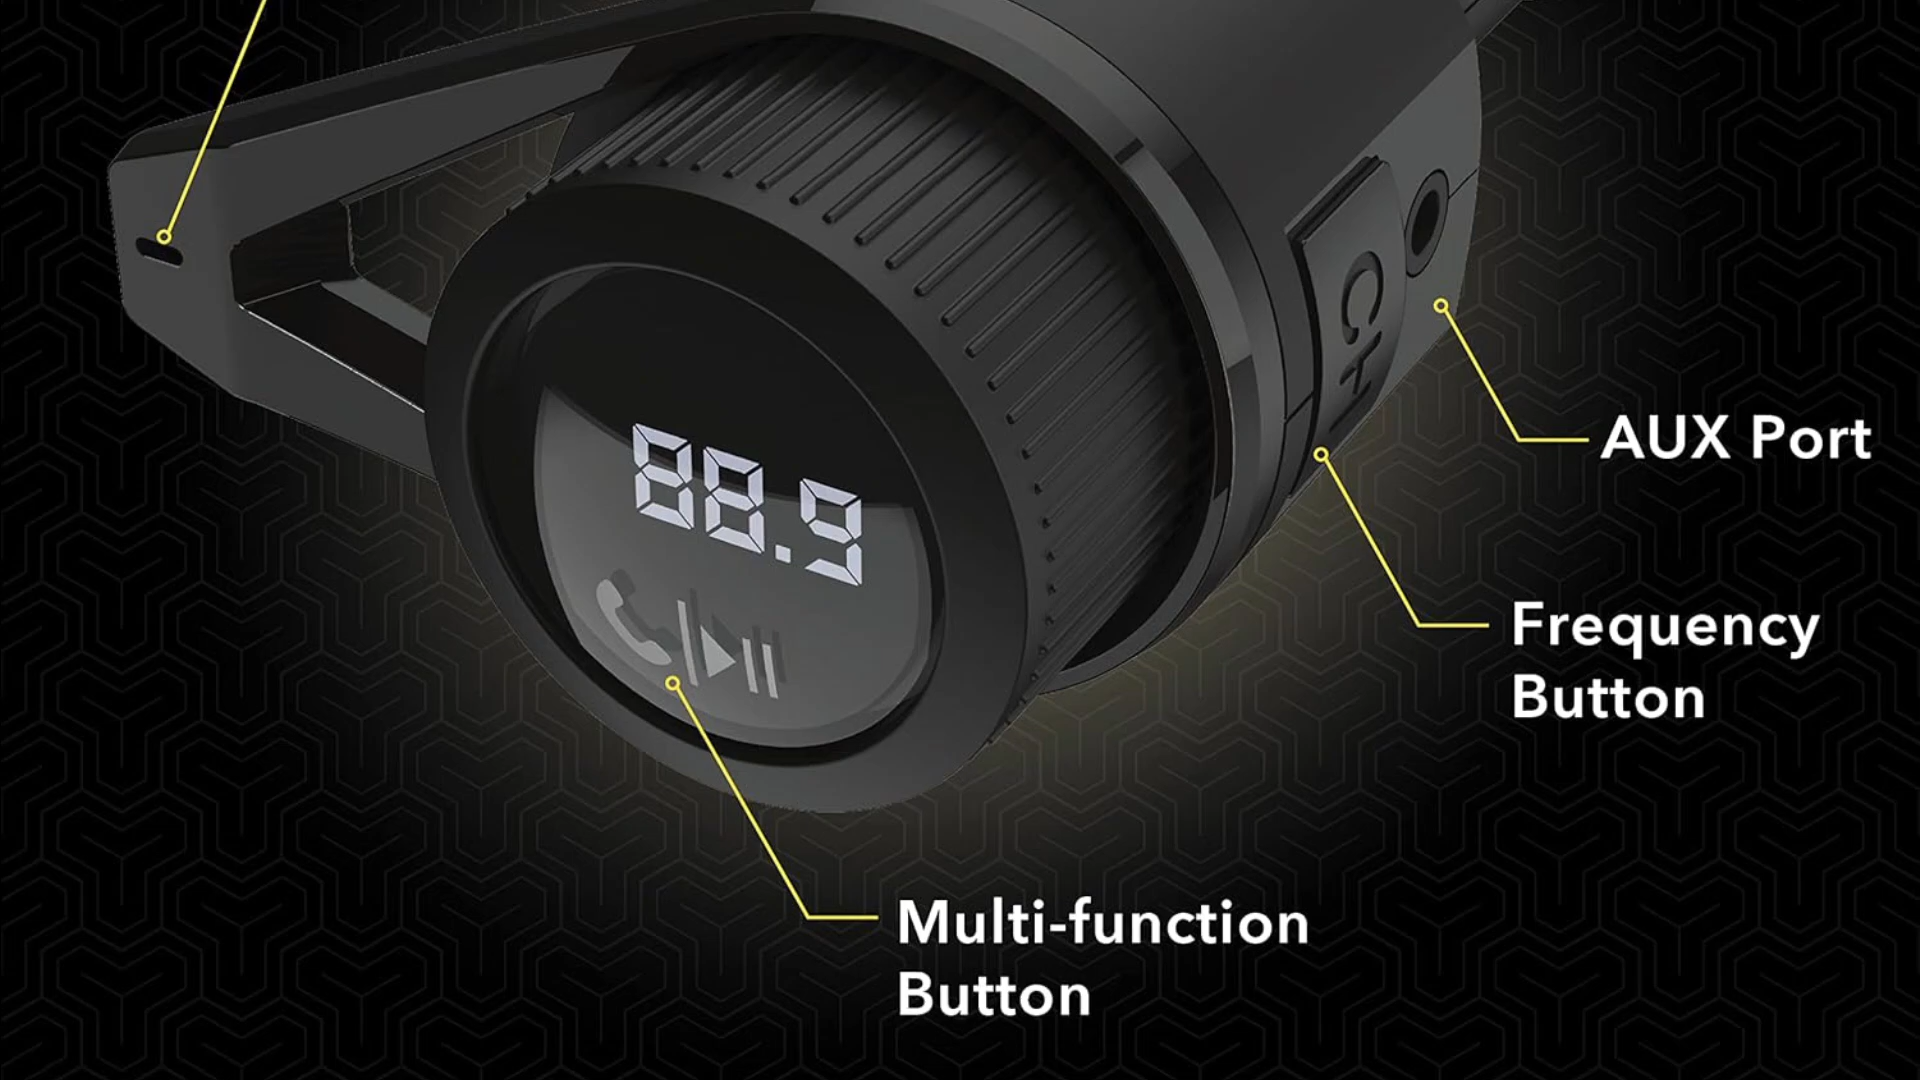 CH
88.9
AUX Port
Frequency
Button
Multi-function
Button